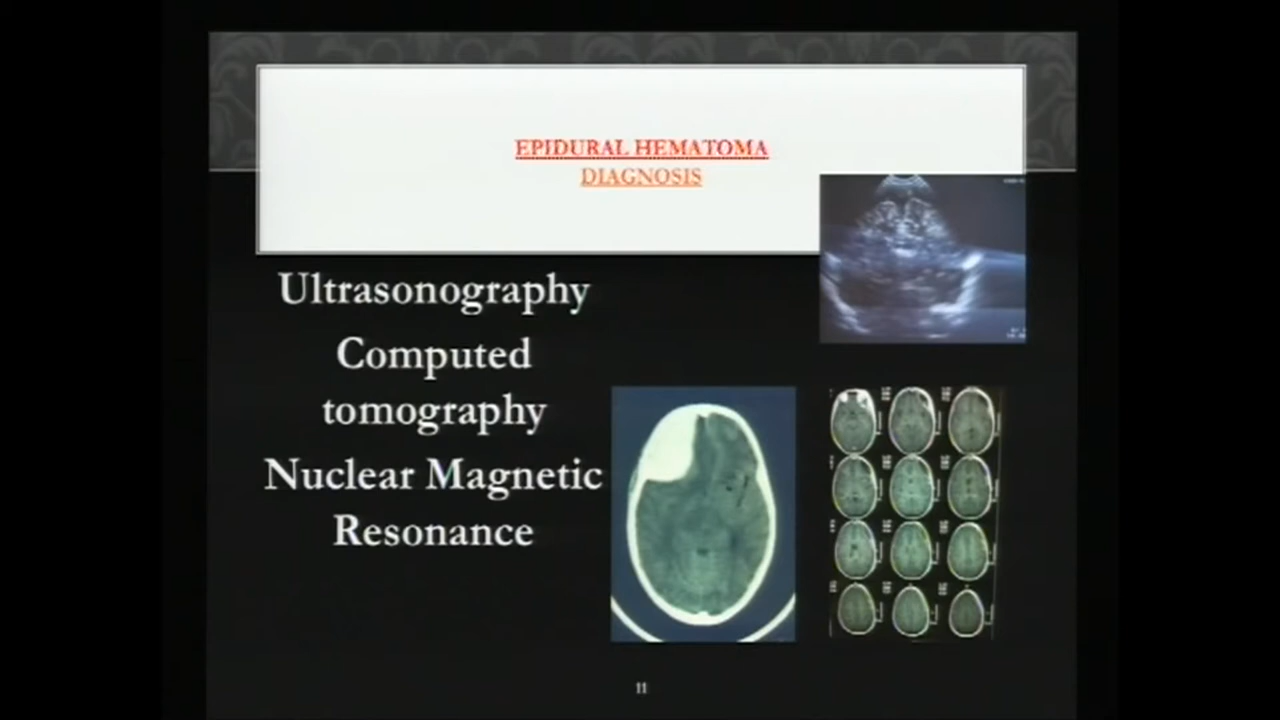 EPIDURAL HEMATOMA
DIAGNOSIS
Ultrasonography
Computed
tomography
Nuclear Magnetic
Resonance
11